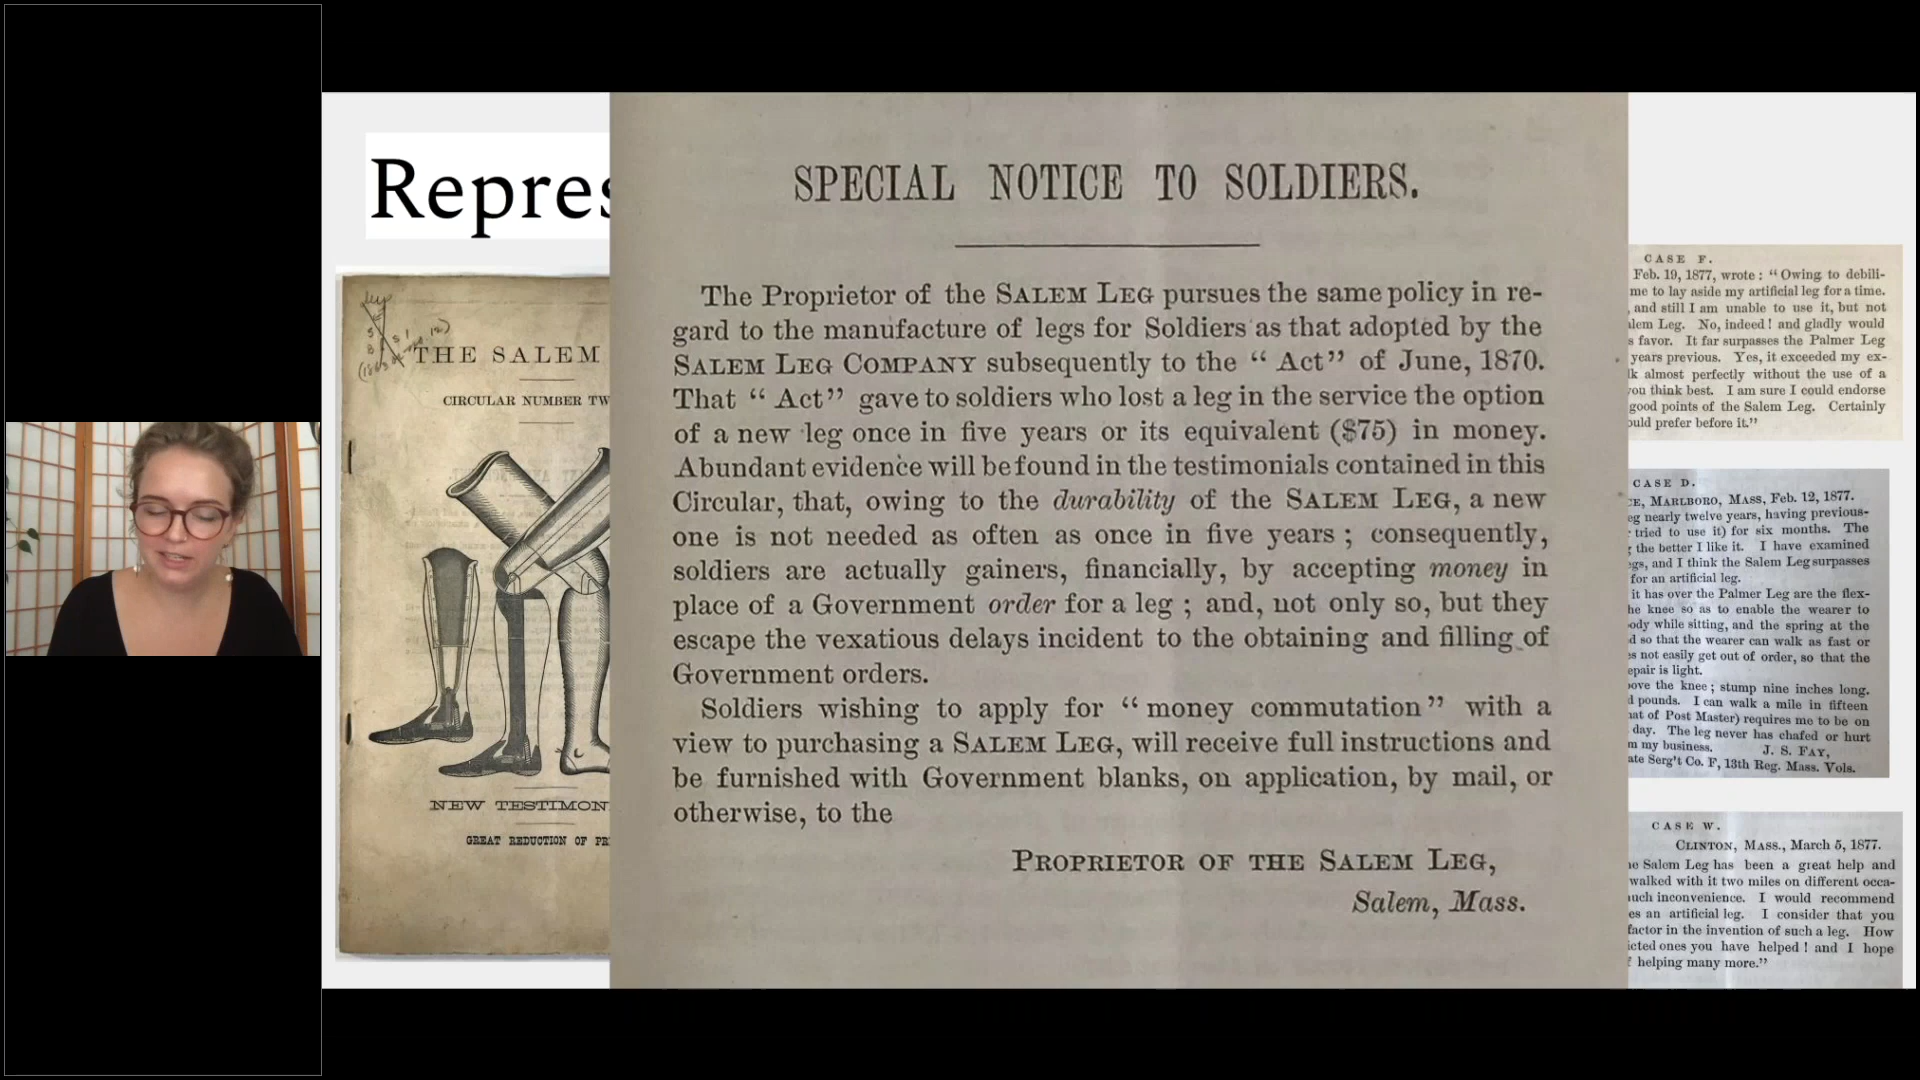 Repres
THE SALEM
CIRCULAR NUMBER TW
NEW TESTIMON
GREAT REDUCTION OF PR
SPECIAL NOTICE TO SOLDIERS.
The Proprietor of the SALEM LEG pursues the same policy in re-
gard to the manufacture of legs for Soldiers as that adopted by the
SALEM LEG COMPANY subsequently to the “ Act” of June, 1870.
That “ Act” gave to soldiers who lost a leg in the service the option
of a new leg once in five years or its equivalent ($75) in money.
Abundant evidence will be found in the testimonials contained in this
Circular, that, owing to the durability of the SALEM LEG, a new
one is not needed as often as once in five years ; consequently,
soldiers are actually gainers, financially, by accepting money in
place of a Government order for a leg ; and, not only so, but they
escape the vexatious delays incident to the obtaining and filling of
Government orders.
Soldiers wishing to apply for “ money commutation” with a
view to purchasing a SALEM LEG, will receive full instructions and
be furnished with Government blanks, on application, by mail, or
otherwise, to the
PROPRIETOR OF THE SALEM LEG,
Salem, Mass.
CASE F.
Feb. 19, 1877, wrote : “ Owing to debili-
me to lay aside my artificial leg for a time.
, and still I am unable to use it, but not
lem Leg. No, indeed ! and gladly would
s favor. It far surpasses the Palmer Leg
years previous. Yes, it exceeded my ex-
lk almost perfectly without the use of a
ou think best. I am sure I could endorse
good points of the Salem Leg. Certainly
ould prefer before it.”
CASE D.
CE, MARLBORO, MASS, Feb. 12, 1877.
eg nearly twelve years, having previous-
tried to use it) for six months. The
the better I like it. I have examined
egs, and I think the Salem Leg surpasses
for an artificial leg.
it has over the Palmer Leg are the flex-
he knee so as to enable the wearer to
ody while sitting, and the spring at the
d so that the wearer can walk as fast or
es not easily get out of order, so that the
epair is light.
ove the knee ; stump nine inches long.
d pounds. I can walk a mile in fifteen
at of Post Master) requires me to be on
day. The leg never has chafed or hurt
m my business. J. S. FAY,
ate Serg’t Co. F, 13th Reg. Mass. Vols.
CASE W.
CLINTON, MASS., March 5, 1877.
e Salem Leg has been a great help and
walked with it two miles on different occa-
uch inconvenience. I would recommend
es an artificial leg. I consider that you
factor in the invention of such a leg. How
icted ones you have helped ! and I hope
helping many more.”